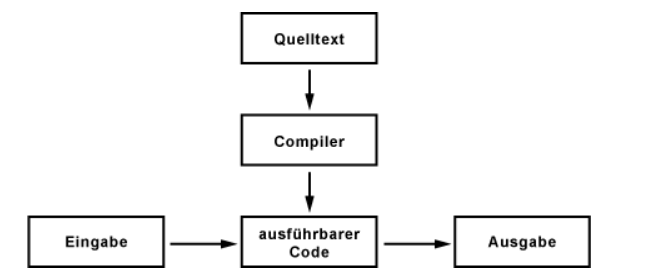 Quelltext
Compiler
Eingabe
ausführbarer
Code
Ausgabe